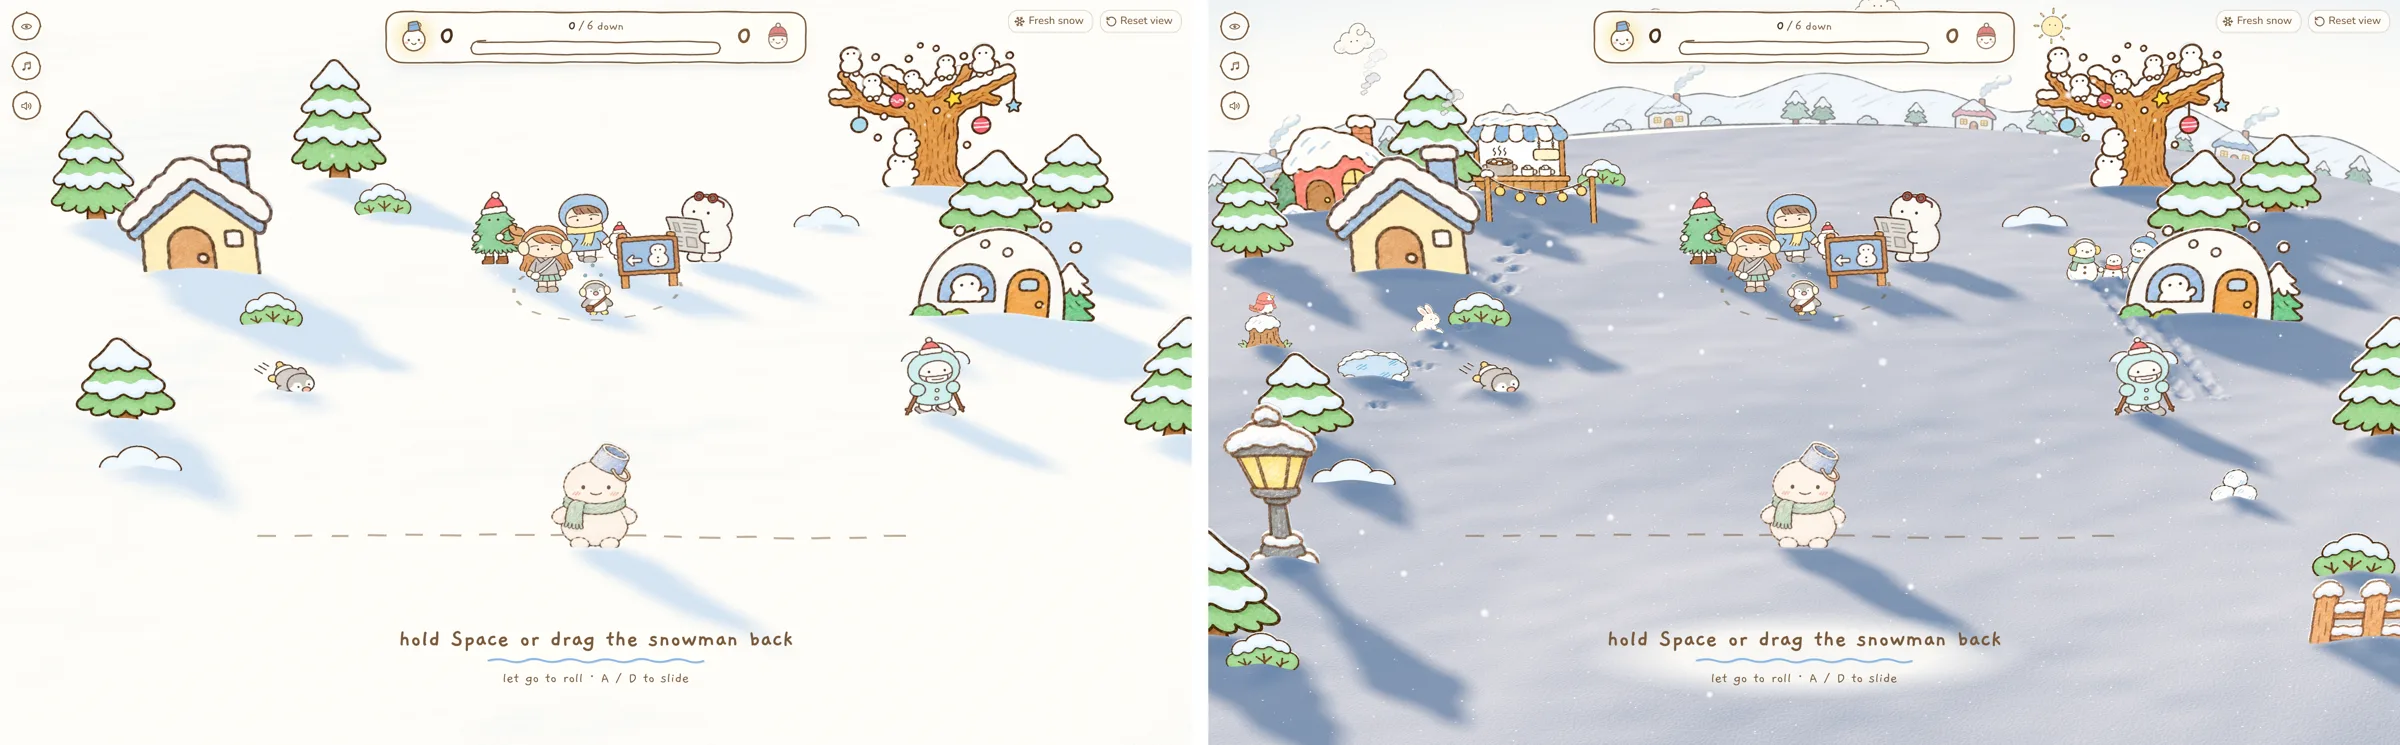 0 0 / 6 down 0
Fresh snow Reset view
hold Space or drag the snowman back
let go to roll · A / D to slide
0 0 / 6 down 0
Fresh snow Reset view
hold Space or drag the snowman back
let go to roll · A / D to slide